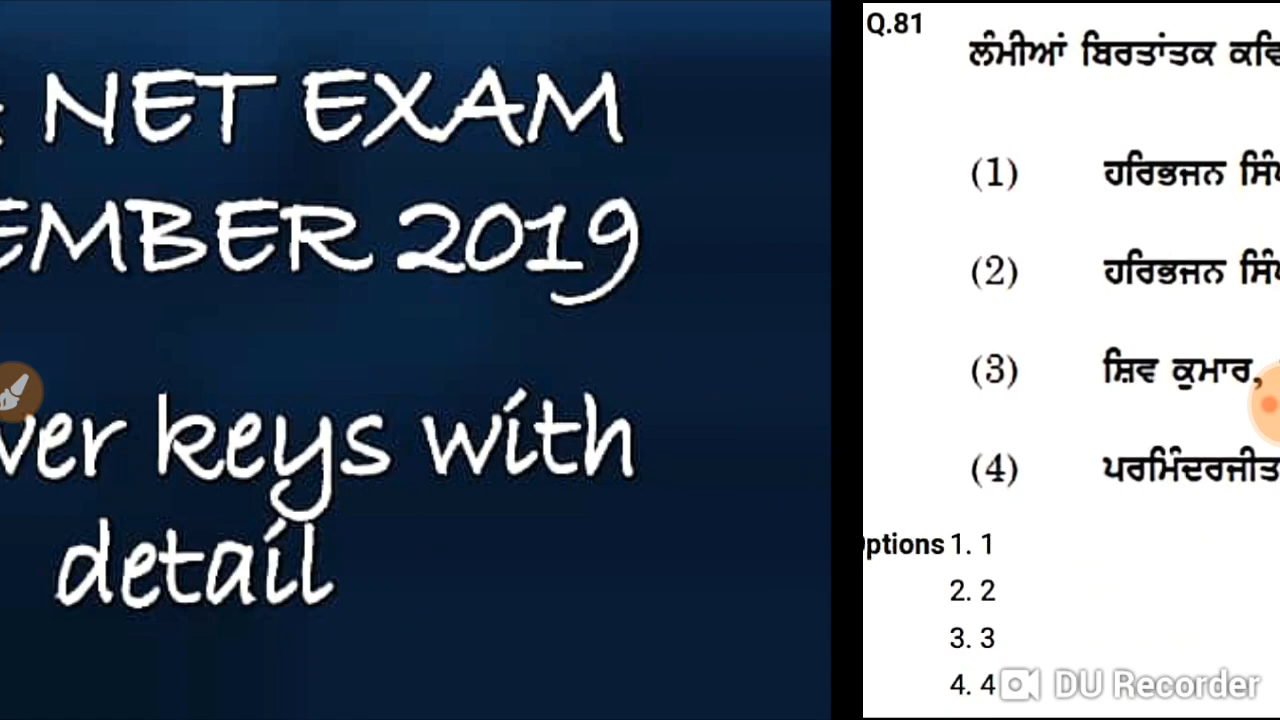 NET EXAM
EMBER 2019
ver keys with
detail
Q.81
ਲੰਮੀਆਂ ਬਿਰਤਾਂਤਕ ਕਵਿ
(1) ਹਰਿਭਜਨ ਸਿੰਘ
(2) ਹਰਿਭਜਨ ਸਿੰਘ
(3) ਸ਼ਿਵ ਕੁਮਾਰ,
(4) ਪਰਮਿੰਦਰਜੀਤ
ptions 1. 1
2. 2
3. 3
4. 4
DU Recorder